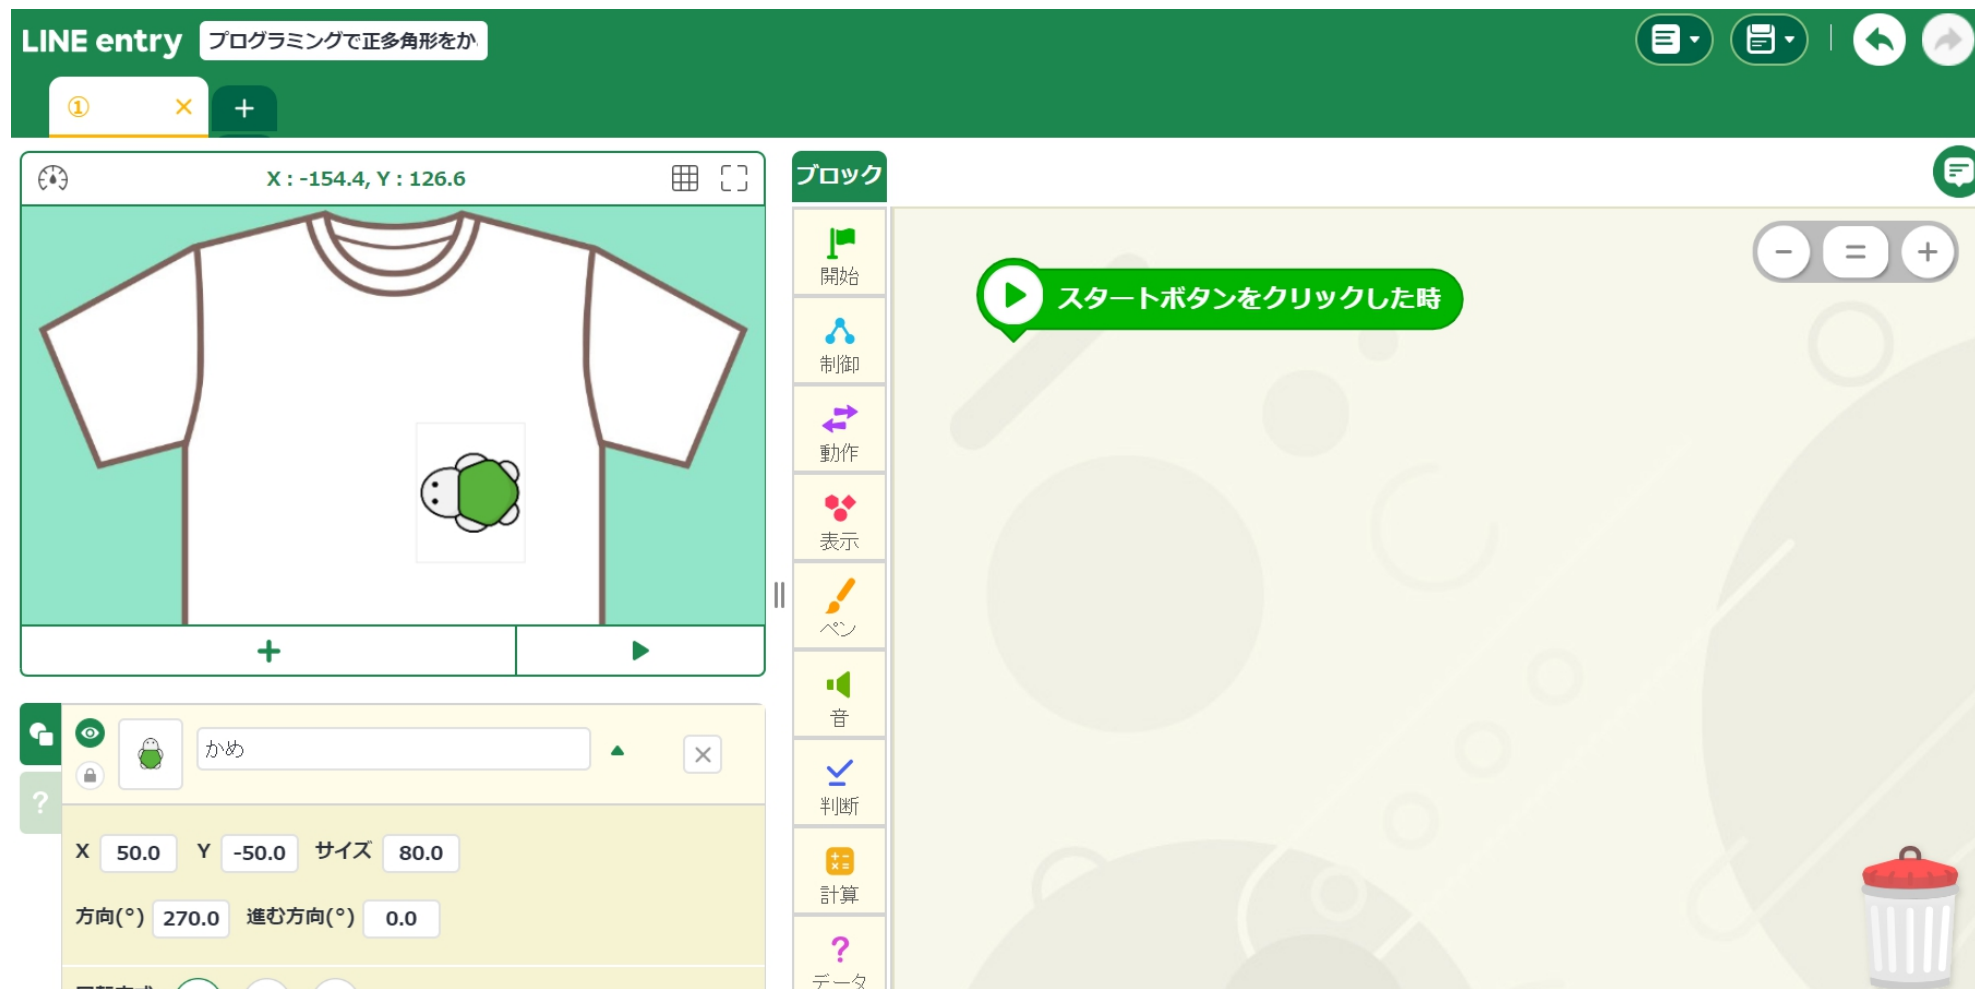 LINE entry プログラミングで正多角形をか
①
X : -154.4, Y : 126.6
ブロック
開始
制御
動作
表示
ペン
音
判断
計算
データ
スタートボタンをクリックした時
かめ
X 50.0 Y -50.0 サイズ 80.0
方向(°) 270.0 進む方向(°) 0.0